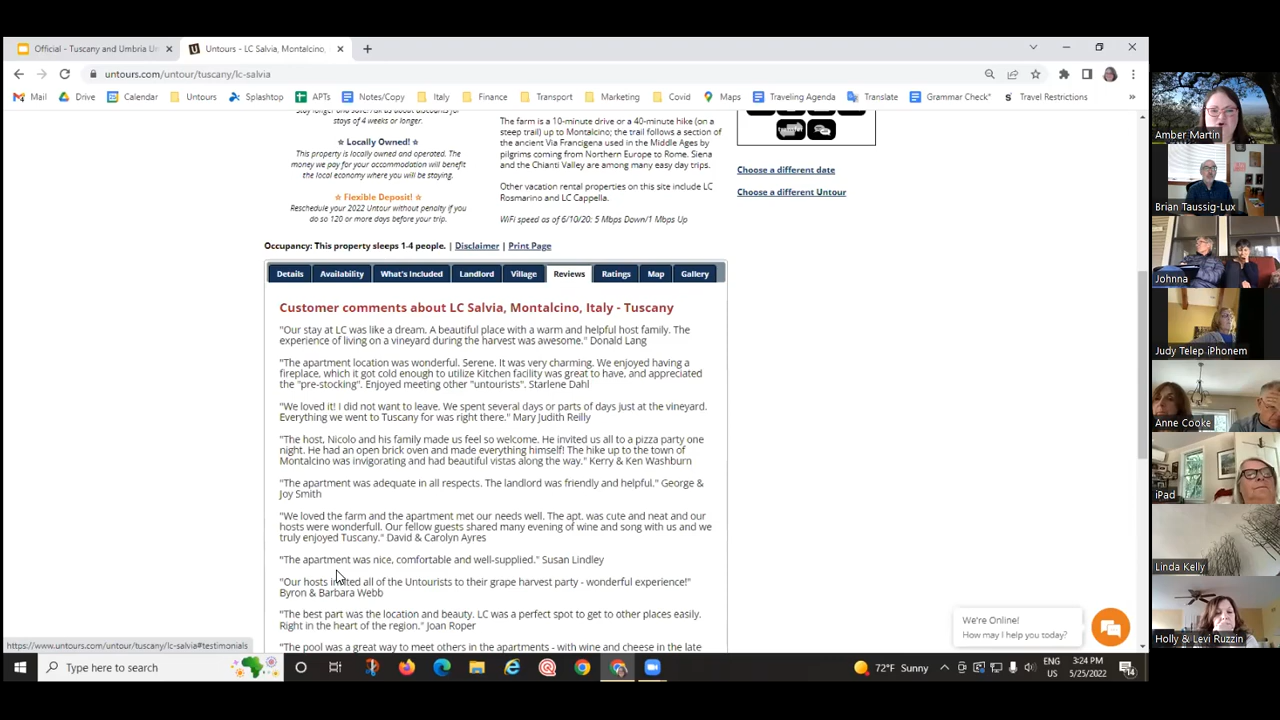 Official - Tuscany and Umbria Un
Untours - LC Salvia, Montalcino,
untours.com/untour/tuscany/lc-salvia
Mail
Drive
Calendar
Untours
Splashtop
APTs
Notes/Copy
Italy
Finance
Transport
Marketing
Covid
Maps
Traveling Agenda
Translate
Grammar Check*
Travel Restrictions
stays of 4 weeks or longer.
☆ Locally Owned! ☆
This property is locally owned and operated. The
money we pay for your accommodation will benefit
the local economy where you will be staying.
☆ Flexible Deposit! ☆
Reschedule your 2022 Untour without penalty if you
do so 120 or more days before your trip.
The farm is a 10-minute drive or a 40-minute hike (on a
steep trail) up to Montalcino; the trail follows a section of
the ancient Via Francigena used in the Middle Ages by
pilgrims coming from Northern Europe to Rome. Siena
and the Chianti Valley are among many easy day trips.
Other vacation rental properties on this site include LC
Rosmarino and LC Cappella.
WiFi speed as of 6/10/20: 5 Mbps Down/1 Mbps Up
Choose a different date
Choose a different Untour
Occupancy: This property sleeps 1-4 people. | Disclaimer | Print Page
Details
Availability
What's Included
Landlord
Village
Reviews
Ratings
Map
Gallery
Customer comments about LC Salvia, Montalcino, Italy - Tuscany
"Our stay at LC was like a dream. A beautiful place with a warm and helpful host family. The
experience of living on a vineyard during the harvest was awesome." Donald Lang
"The apartment location was wonderful. Serene. It was very charming. We enjoyed having a
fireplace, which it got cold enough to utilize Kitchen facility was great to have, and appreciated
the "pre-stocking". Enjoyed meeting other "untourists". Starlene Dahl
"We loved it! I did not want to leave. We spent several days or parts of days just at the vineyard.
Everything we went to Tuscany for was right there." Mary Judith Reilly
"The host, Nicolo and his family made us feel so welcome. He invited us all to a pizza party one
night. He had an open brick oven and made everything himself! The hike up to the town of
Montalcino was invigorating and had beautiful vistas along the way." Kerry & Ken Washburn
"The apartment was adequate in all respects. The landlord was friendly and helpful." George &
Joy Smith
"We loved the farm and the apartment met our needs well. The apt. was cute and neat and our
hosts were wonderful. Our fellow guests shared many evening of wine and song with us and we
truly enjoyed Tuscany." David & Carolyn Ayres
"The apartment was nice, comfortable and well-supplied." Susan Lindley
"Our hosts invited all of the Untourists to their grape harvest party - wonderful experience!"
Byron & Barbara Webb
"The best part was the location and beauty. LC was a perfect spot to get to other places easily.
Right in the heart of the region." Joan Roper
"The pool was a great way to meet others in the apartments - with wine and cheese in the late
We're Online!
How may I help you today?
https://www.untours.com/untour/tuscany/lc-salvia#testimonials
Type here to search
72°F Sunny
ENG
US
3:24 PM
5/25/2022
14
Amber Martin
Brian Taussig-Lux
Johnna
Judy Telep iPhonem
Anne Cooke
iPad
Linda Kelly
Holly & Levi Ruzzin